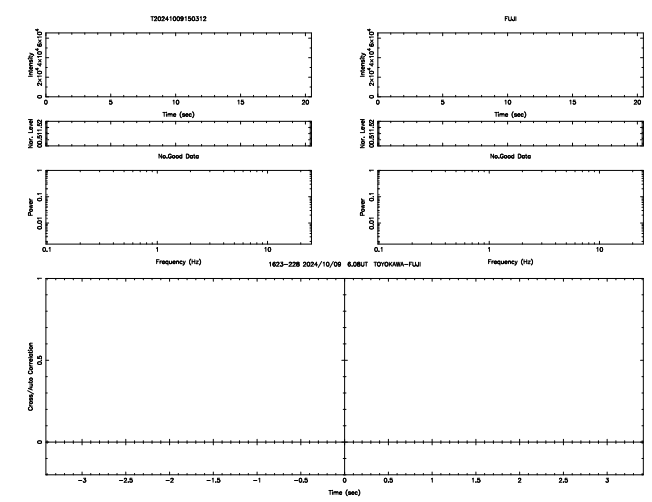 T20241009150312
FUJI
Intensity
0 2×10⁴ 4×10⁴ 6×10⁴
0 5 10 15 20
Time (sec)
Intensity
0 2×10⁴ 4×10⁴ 6×10⁴
0 5 10 15 20
Time (sec)
Nor. Level
00.511.52
Nor. Level
00.511.52
No.Good Data
No.Good Data
Power
0.01 0.1 1
0.1 1 10
Frequency (Hz)
Power
0.01 0.1 1
0.1 1 10
Frequency (Hz)
1623-228 2024/10/09 6.08UT TOYOKAWA-FUJI
Cross/Auto Correlation
0 0.5 1
-3 -2.5 -2 -1.5 -1 -0.5 0 0.5 1 1.5 2 2.5 3
Time (sec)